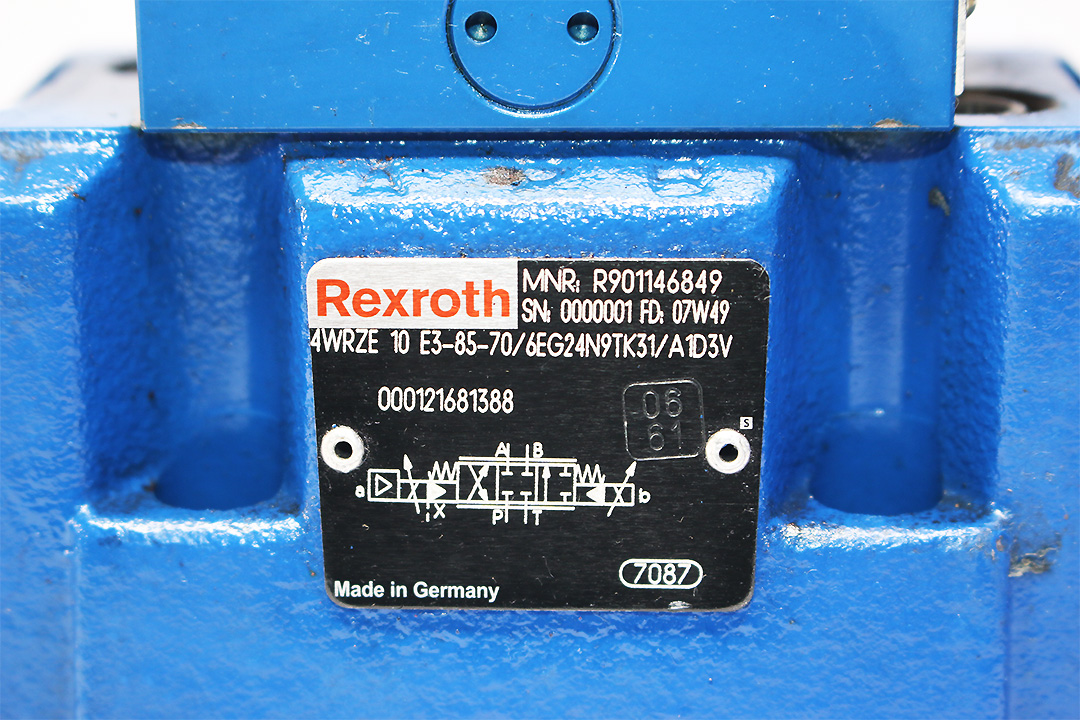 Rexroth
MNR: R901146849
SN: 0000001 FD: 07W49
4WRZE 10 E3-85-70/6EG24N9TK31/A1D3V
000121681388
06
61
S
A B
a b
X
P T
7087
Made in Germany